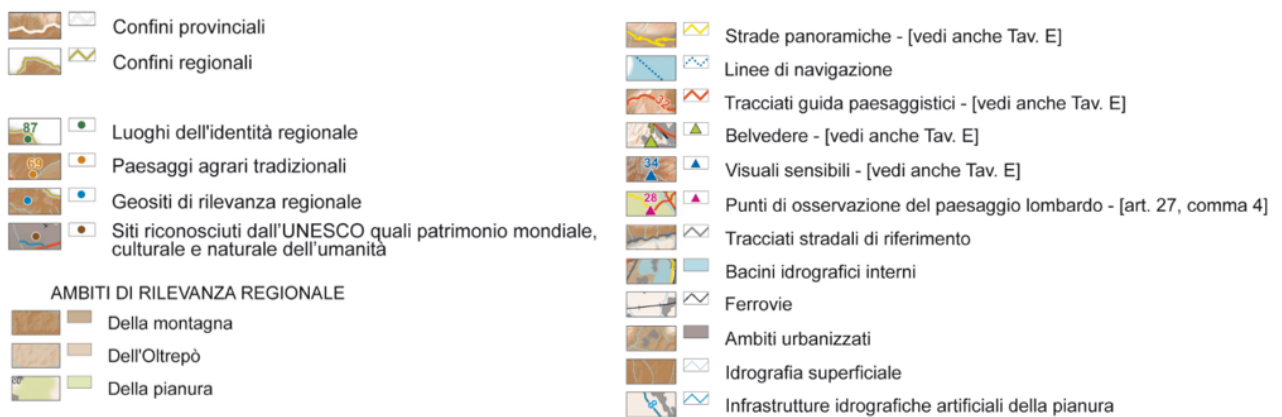 Confini provinciali
Confini regionali
87
Luoghi dell'identità regionale
69
Paesaggi agrari tradizionali
Geositi di rilevanza regionale
Siti riconosciuti dall'UNESCO quali patrimonio mondiale,
culturale e naturale dell'umanità
AMBITI DI RILEVANZA REGIONALE
Della montagna
Dell'Oltrepò
Della pianura
Strade panoramiche - [vedi anche Tav. E]
Linee di navigazione
32
Tracciati guida paesaggistici - [vedi anche Tav. E]
Belvedere - [vedi anche Tav. E]
34
Visuali sensibili - [vedi anche Tav. E]
28
Punti di osservazione del paesaggio lombardo - [art. 27, comma 4]
Tracciati stradali di riferimento
Bacini idrografici interni
Ferrovie
Ambiti urbanizzati
Idrografia superficiale
8
Infrastrutture idrografiche artificiali della pianura